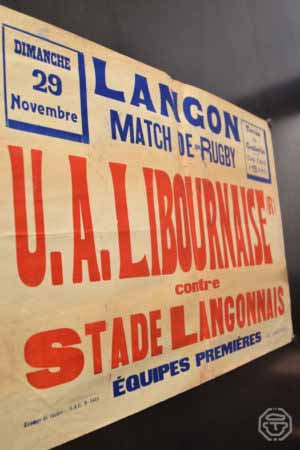 DIMANCHE
29
Novembre
LANGON
MATCH DE RUGBY
U.A. LIBOURNAISE (R)
contre
STADE LANGONNAIS
ÉQUIPES PREMIÈRES